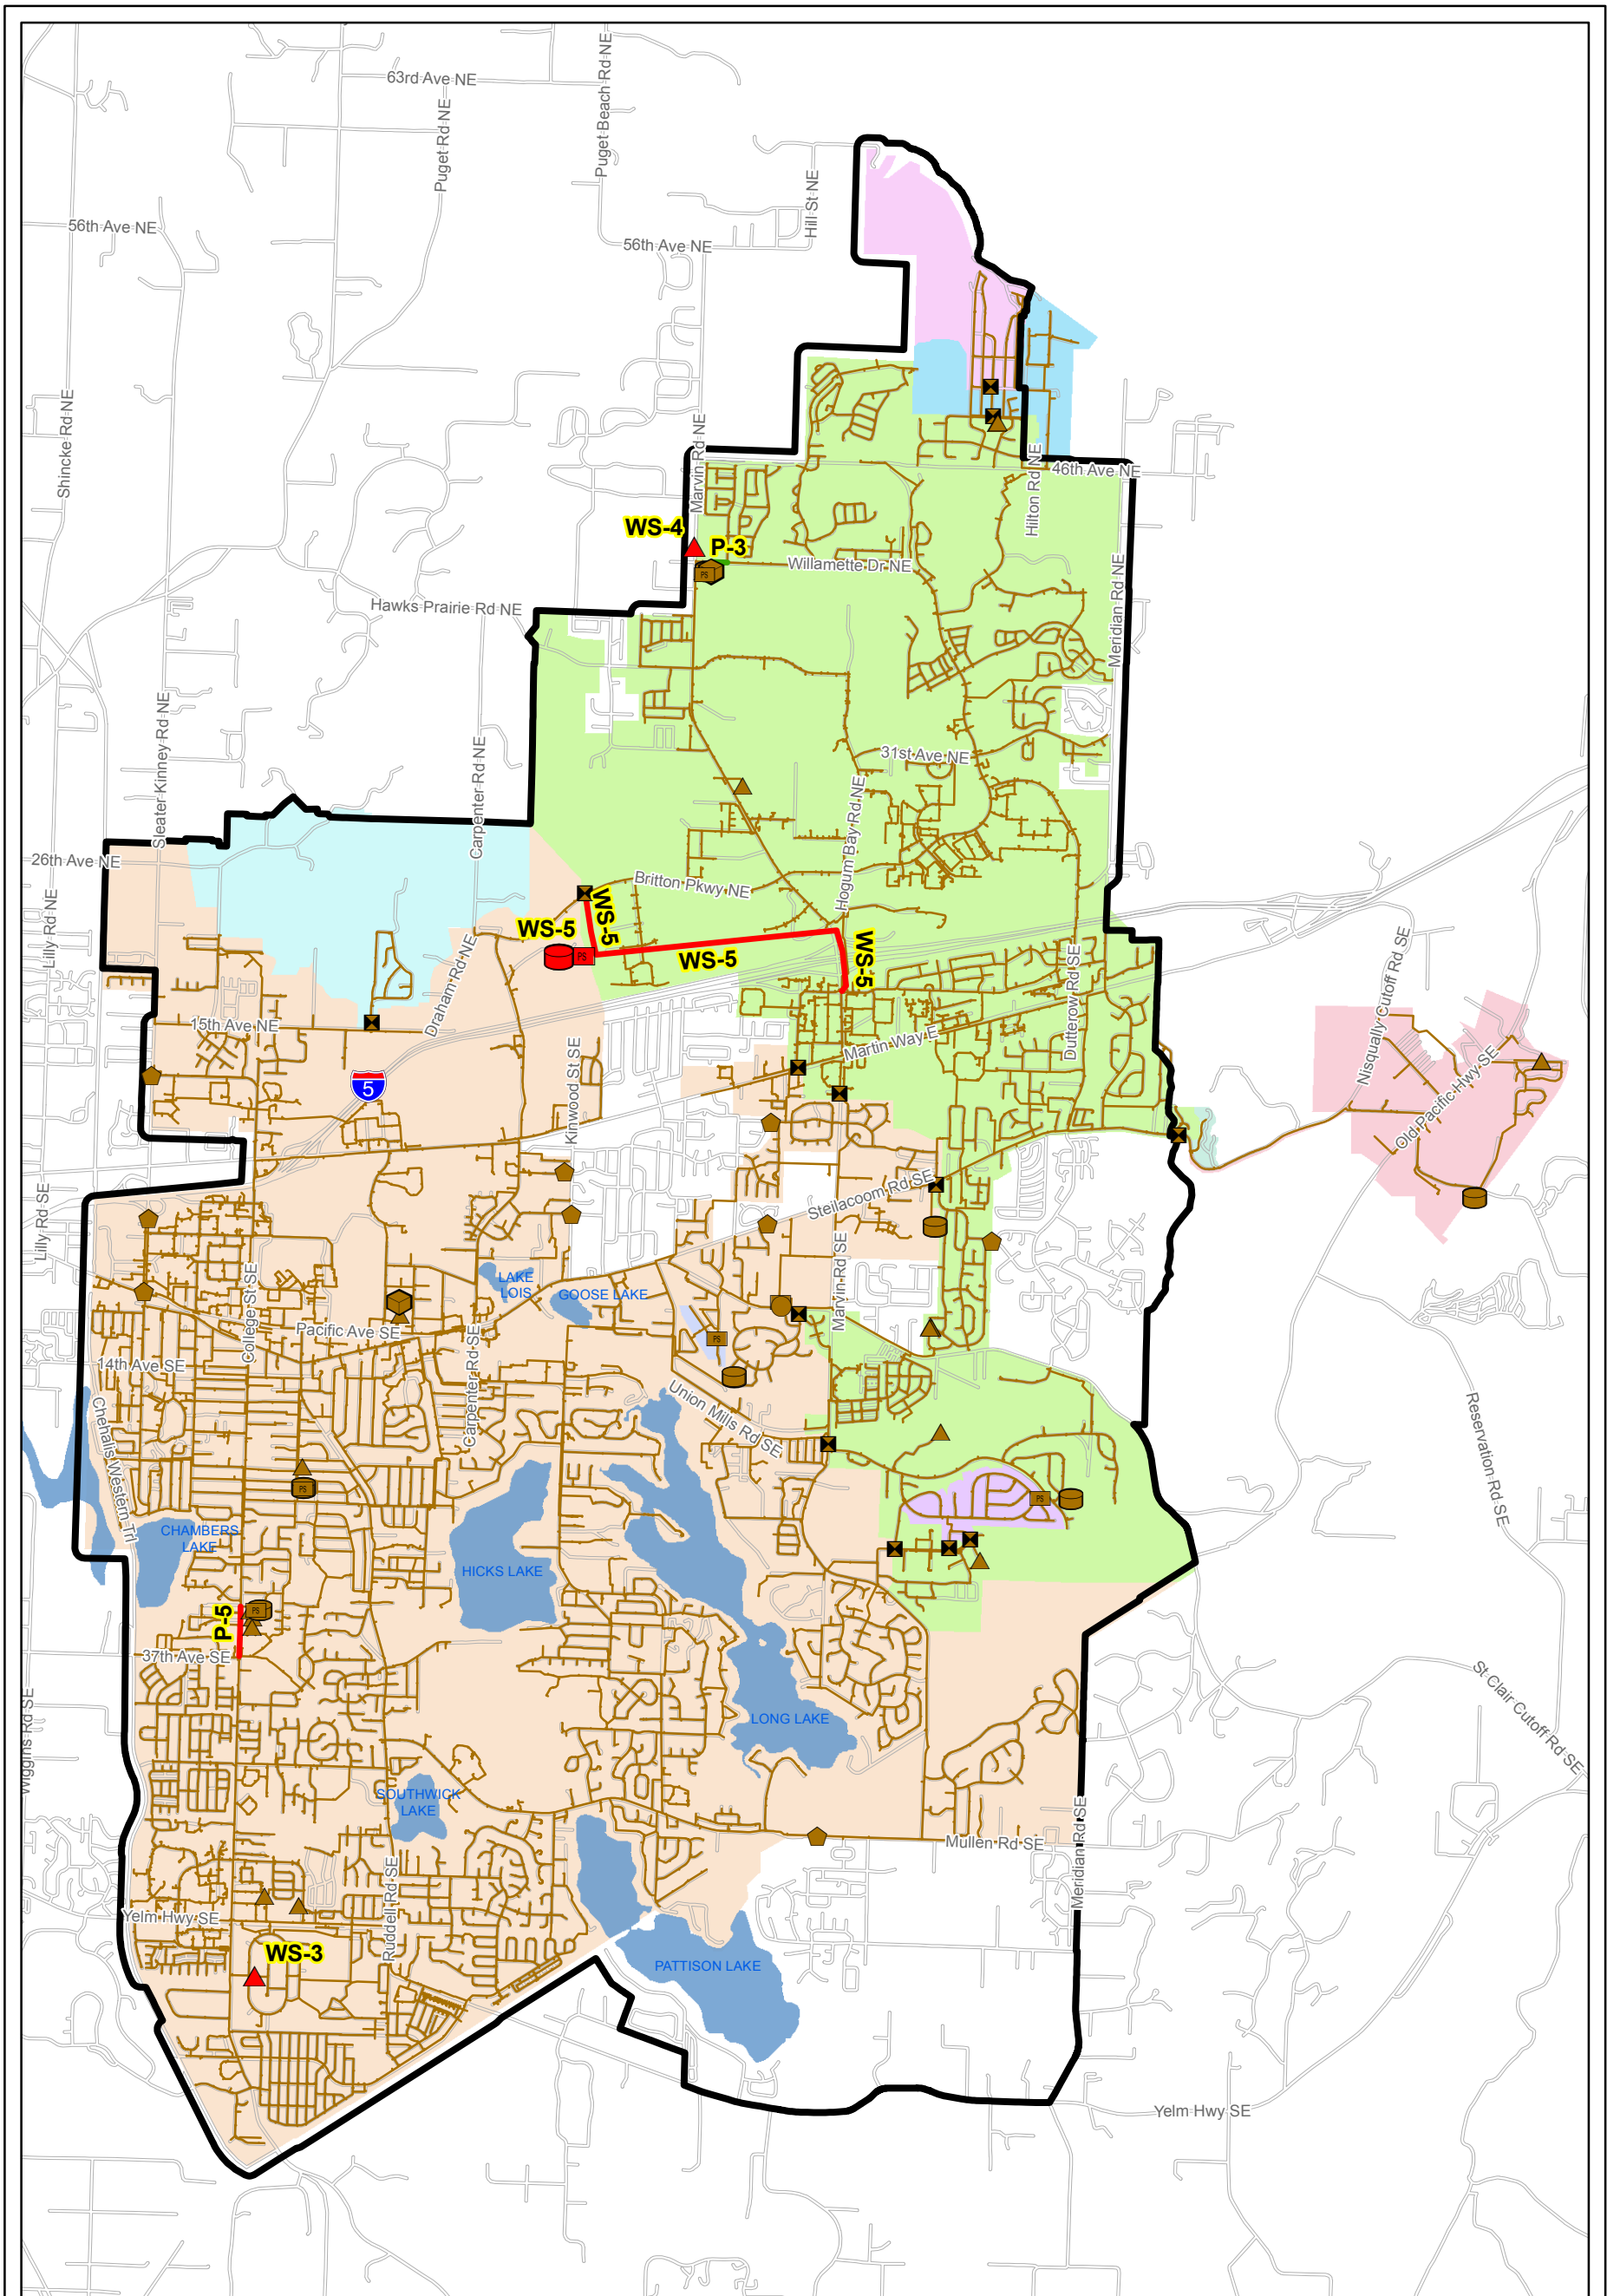 63rd Ave NE
Puget Rd NE
Puget Beach Rd NE
Hill St NE
56th Ave NE
56th Ave NE
Shincke Rd NE
Marvin Rd NE
46th Ave NE
Hilton Rd NE
WS-4
P-3
Willamette Dr NE
Meridian Rd NE
PS
Hawks Prairie Rd NE
Sleater Kinney Rd NE
Carpenter Rd NE
31st Ave NE
Hogum Bay Rd NE
26th Ave NE
Lilly Rd NE
Britton Pkwy NE
WS-5
WS-5
PS
WS-5
WS-5
Draham Rd NE
Dutterow Rd SE
Nisqually Cutoff Rd SE
15th Ave NE
Martin Way E
5
Kinwood St SE
Old Pacific Hwy SE
Lilly Rd SE
Steilacoom Rd SE
College St SE
LAKE
LOIS
GOOSE LAKE
Marvin Rd SE
Pacific Ave SE
PS
14th Ave SE
Carpenter Rd SE
Union Mills Rd SE
Chehalis Western Trl
Reservation Rd SE
PS
PS
CHAMBERS
LAKE
HICKS LAKE
P-5
PS
37th Ave SE
Wiggins Rd SE
LONG LAKE
St Clair Cutoff Rd SE
SOUTHWICK
LAKE
Mullen Rd SE
Meridian Rd SE
Ruddell Rd SE
Yelm Hwy SE
WS-3
PATTISON LAKE
Yelm Hwy SE